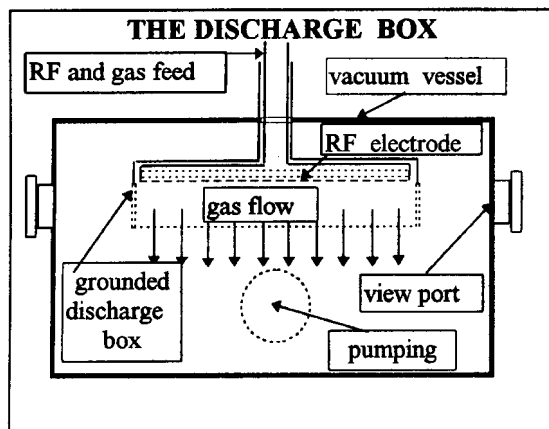 THE DISCHARGE BOX
RF and gas feed
vacuum vessel
RF electrode
gas flow
grounded
discharge
box
view port
pumping